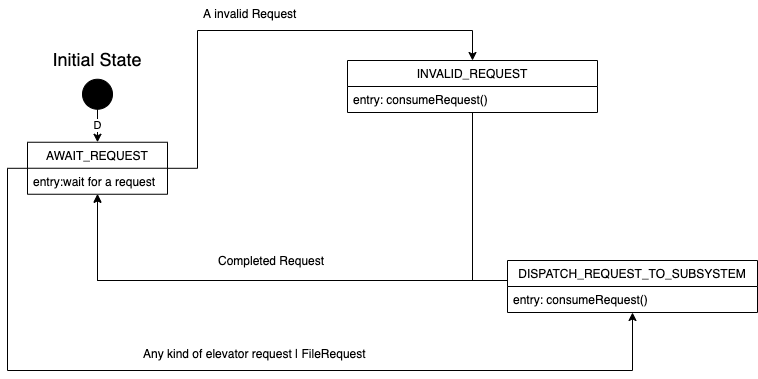 A invalid Request
Initial State
INVALID_REQUEST
entry: consumeRequest()
D
AWAIT_REQUEST
entry:wait for a request
Completed Request
DISPATCH_REQUEST_TO_SUBSYSTEM
entry: consumeRequest()
Any kind of elevator request | FileRequest